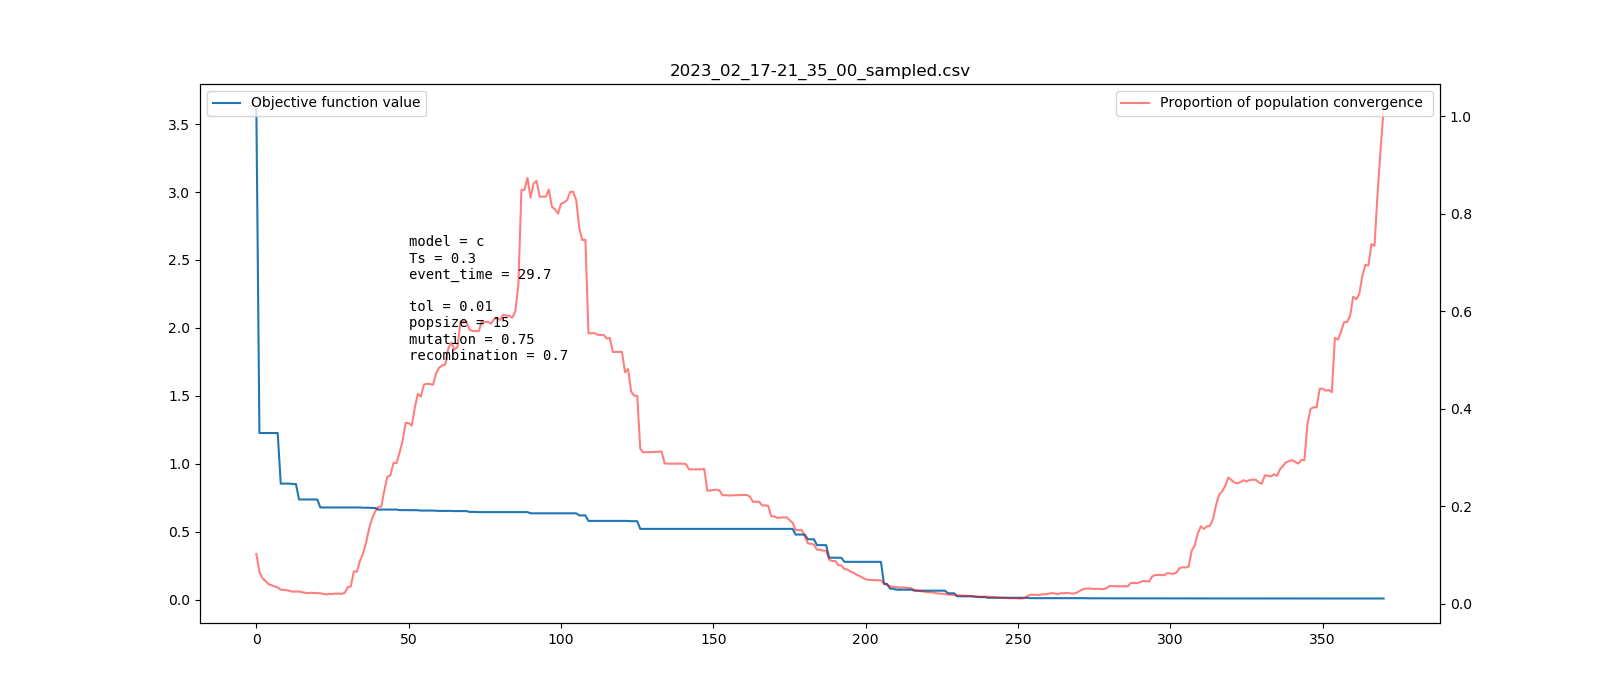 2023_02_17-21_35_00_sampled.csv
Objective function value
Proportion of population convergence
3.5
3.0
2.5
2.0
1.5
1.0
0.5
0.0
model = c
Ts = 0.3
event_time = 29.7
tol = 0.01
popsize = 15
mutation = 0.75
recombination = 0.7
1.0
0.8
0.6
0.4
0.2
0.0
0
50
100
150
200
250
300
350